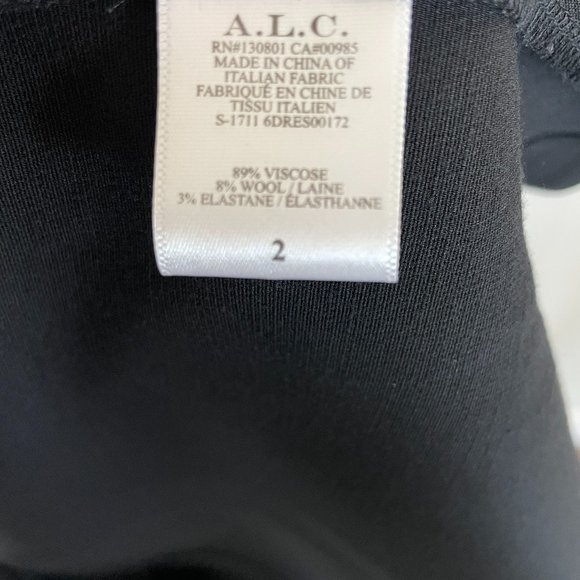 A.L.C.
RN#130801 CA#00985
MADE IN CHINA OF
ITALIAN FABRIC
FABRIQUÉ EN CHINE DE
TISSU ITALIEN
S-1711 6DRES00172
89% VISCOSE
8% WOOL / LAINE
3% ELASTANE / ÉLASTHANNE
2